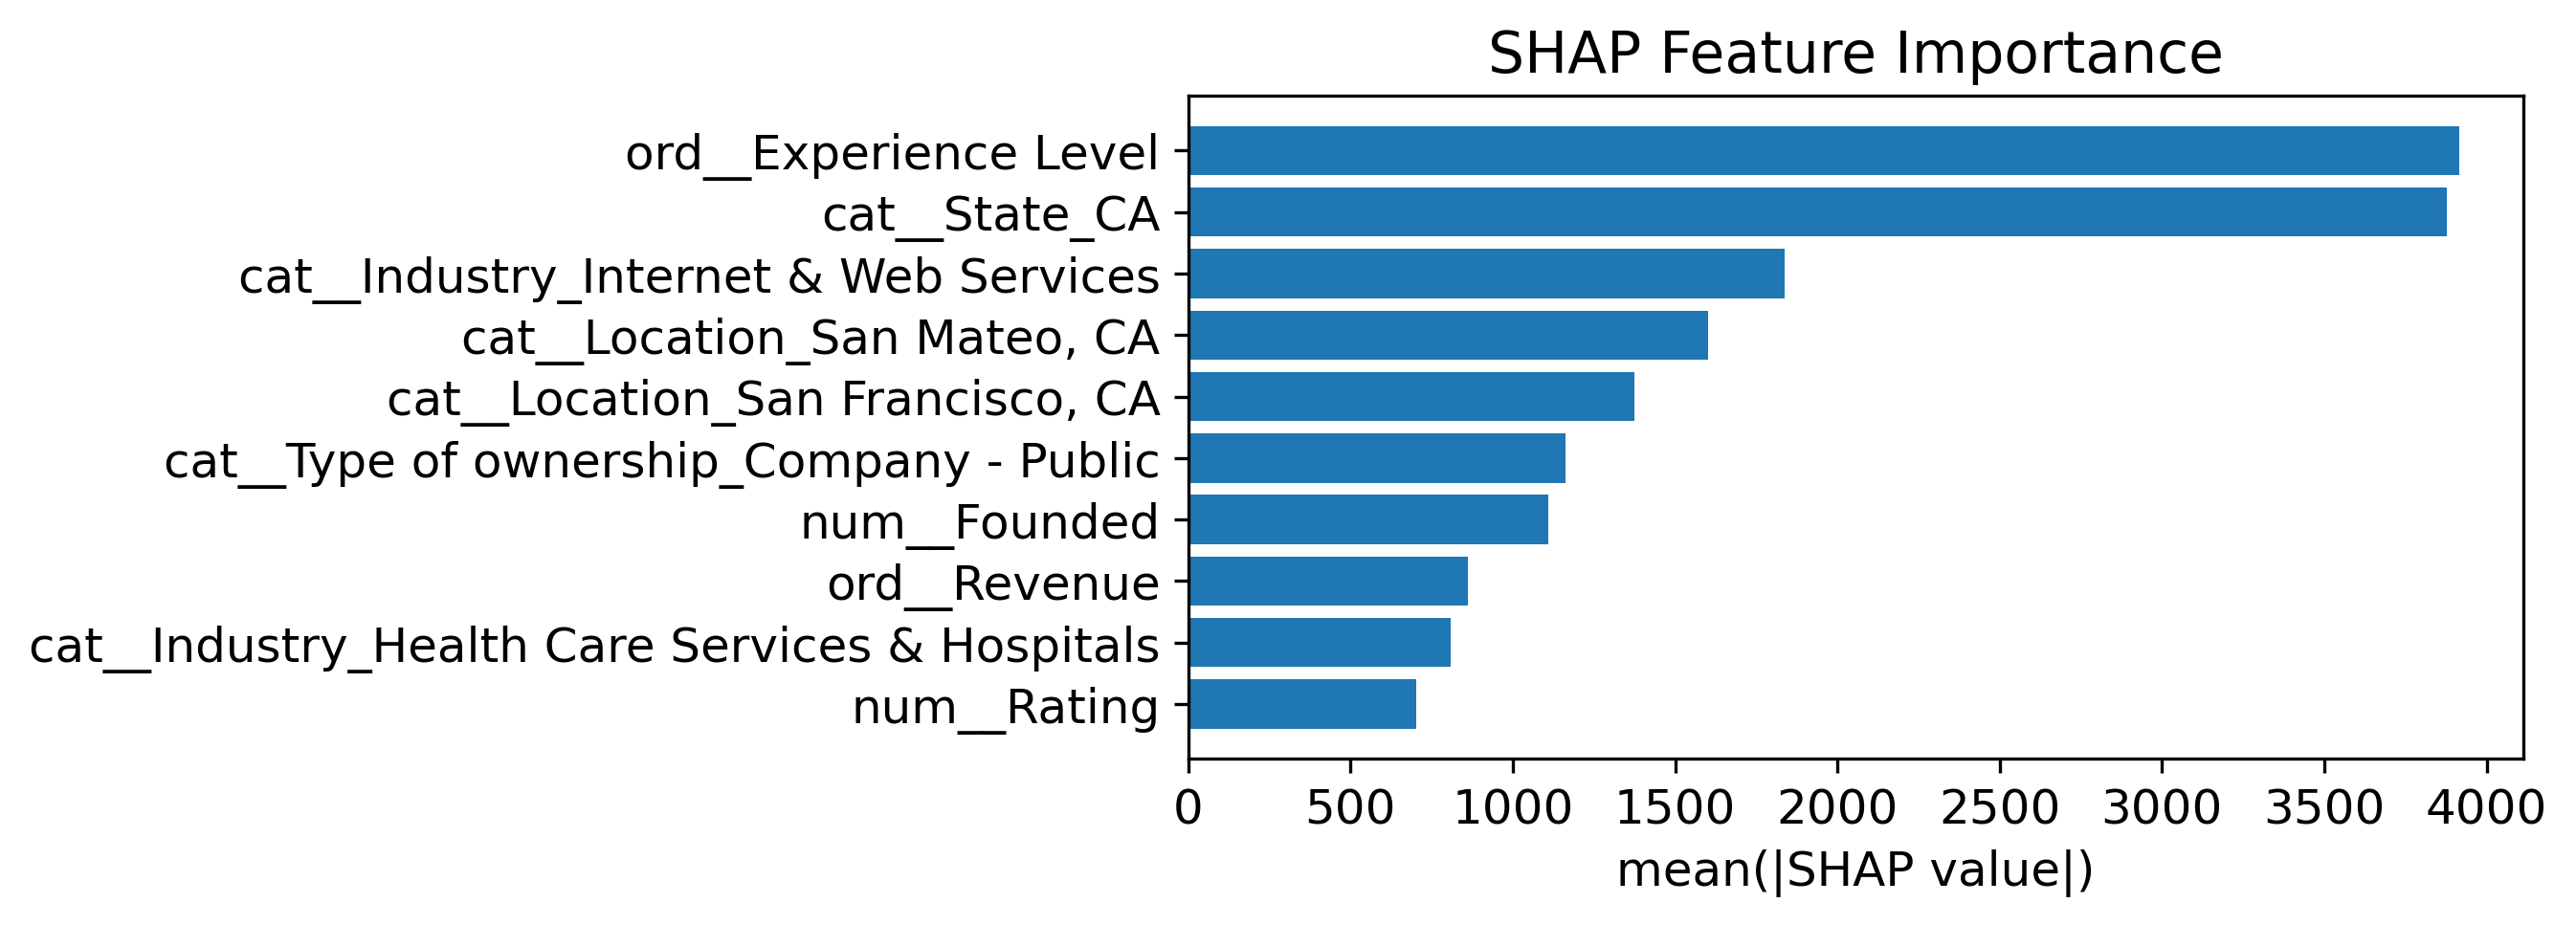 SHAP Feature Importance
ord__Experience Level
cat__State_CA
cat__Industry_Internet & Web Services
cat__Location_San Mateo, CA
cat__Location_San Francisco, CA
cat__Type of ownership_Company - Public
num__Founded
ord__Revenue
cat__Industry_Health Care Services & Hospitals
num__Rating
0 500 1000 1500 2000 2500 3000 3500 4000
mean(|SHAP value|)